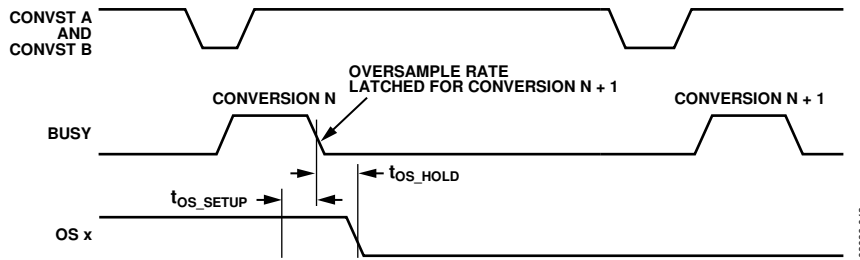 CONVST A
AND
CONVST B
OVERSAMPLE RATE
LATCHED FOR CONVERSION N + 1
CONVERSION N
CONVERSION N + 1
BUSY
tOS_HOLD
tOS_SETUP
OS x